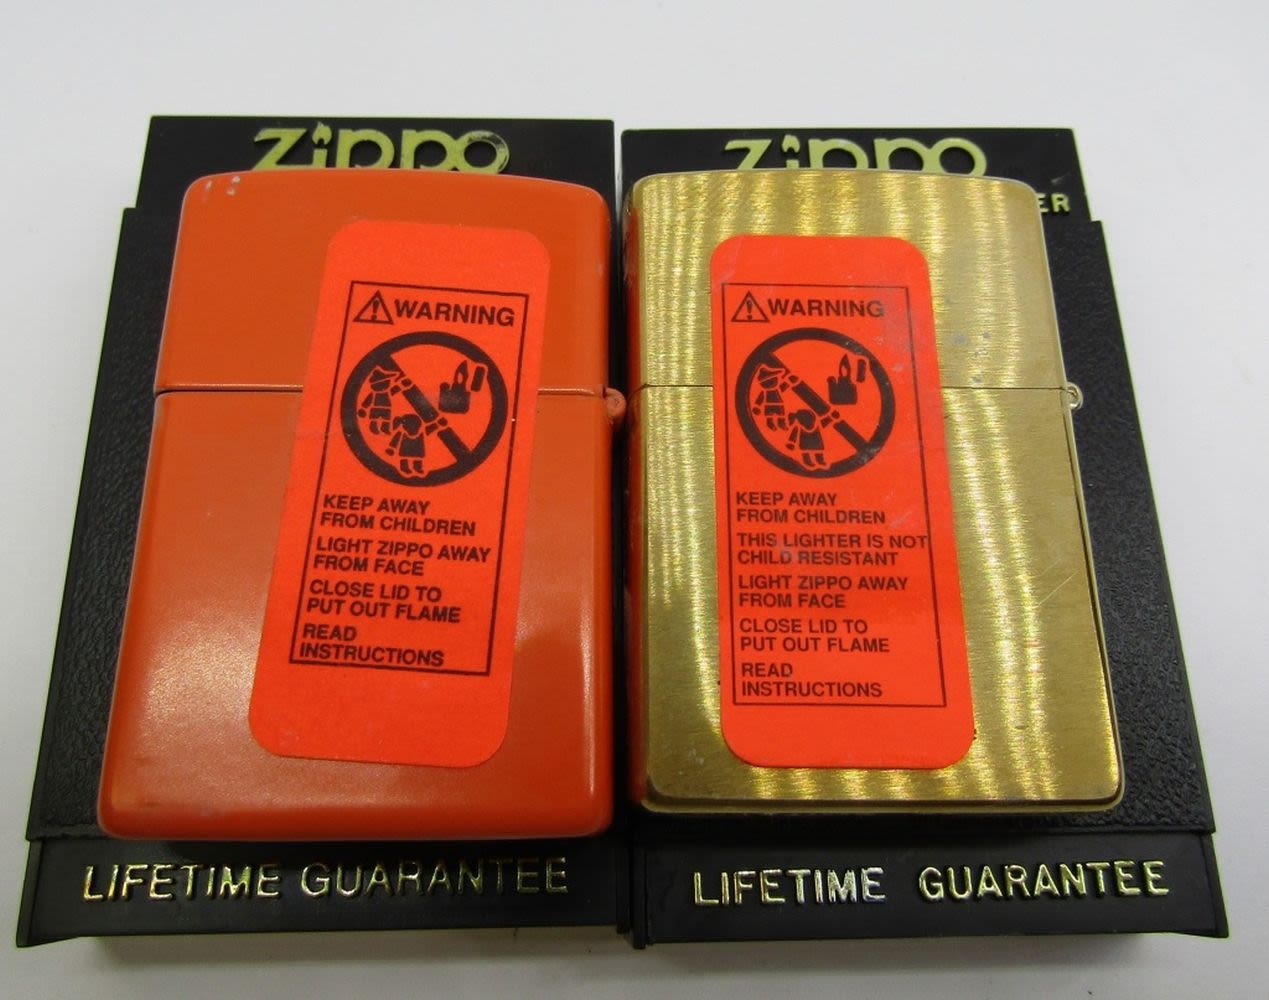 zippo
WARNING
KEEP AWAY
FROM CHILDREN
LIGHT ZIPPO AWAY
FROM FACE
CLOSE LID TO
PUT OUT FLAME
READ
INSTRUCTIONS
LIFETIME GUARANTEE
zippo
WARNING
KEEP AWAY
FROM CHILDREN
THIS LIGHTER IS NOT
CHILD RESISTANT
LIGHT ZIPPO AWAY
FROM FACE
CLOSE LID TO
PUT OUT FLAME
READ
INSTRUCTIONS
LIFETIME GUARANTEE